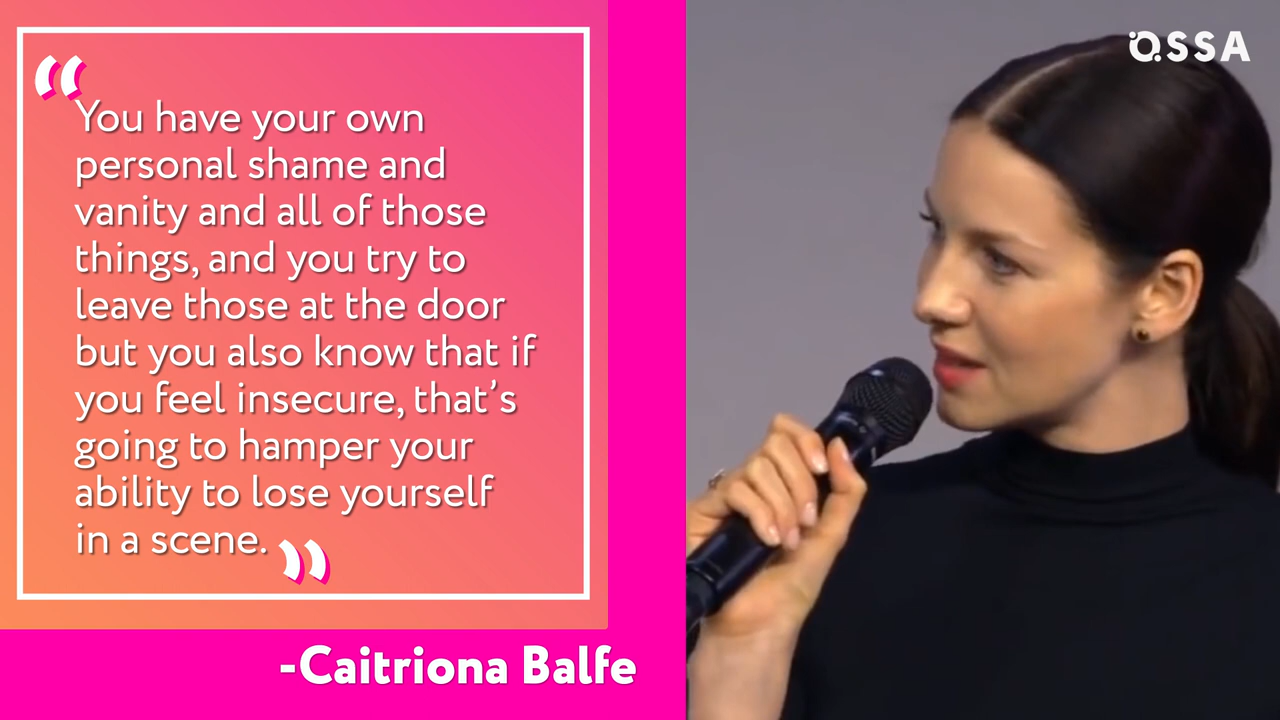 OSSA
“
You have your own
personal shame and
vanity and all of those
things, and you try to
leave those at the door
but you also know that if
you feel insecure, that’s
going to hamper your
ability to lose yourself
in a scene.
”
-Caitriona Balfe